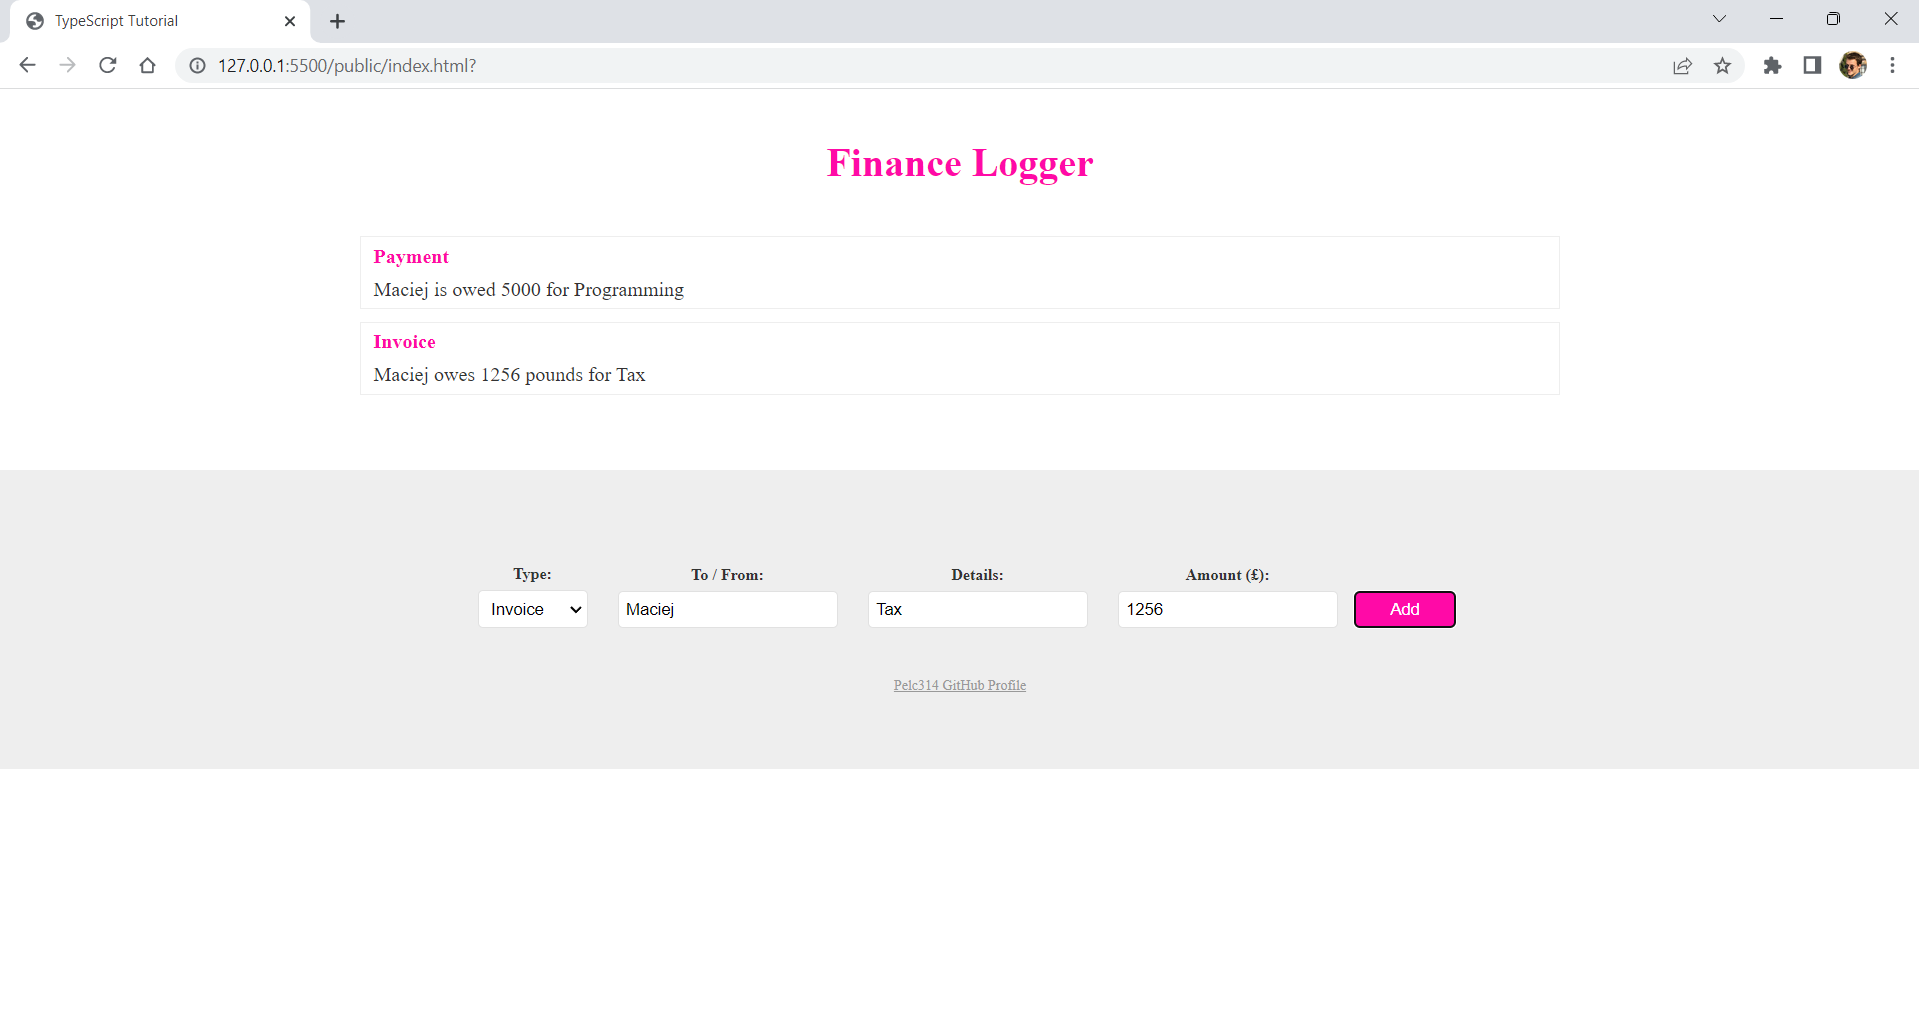 TypeScript Tutorial
127.0.0.1:5500/public/index.html?
Finance Logger
Payment
Maciej is owed 5000 for Programming
Invoice
Maciej owes 1256 pounds for Tax
Type: To / From: Details: Amount (£):
Invoice Maciej Tax 1256 Add
Pelc314 GitHub Profile